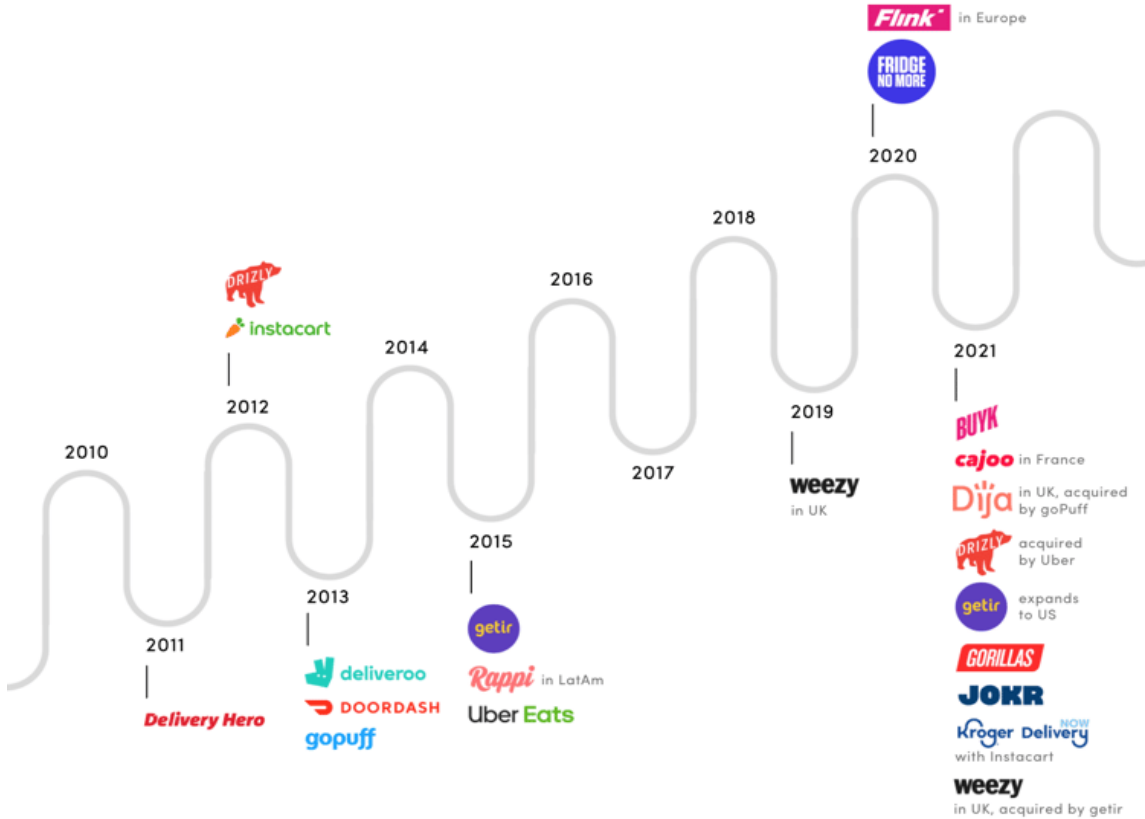 2010
2011
Delivery Hero
DRIZLY
instacart
2012
2013
deliveroo
DOORDASH
gopuff
2014
2015
getir
Rappi in LatAm
Uber Eats
2016
2017
2018
2019
weezy
in UK
Flink in Europe
FRIDGE
NO MORE
2020
2021
BUYK
cajoo in France
Dija in UK, acquired
by goPuff
DRIZLY acquired
by Uber
getir expands
to US
GORILLAS
JOKR
Kroger Delivery NOW
with Instacart
weezy
in UK, acquired by getir